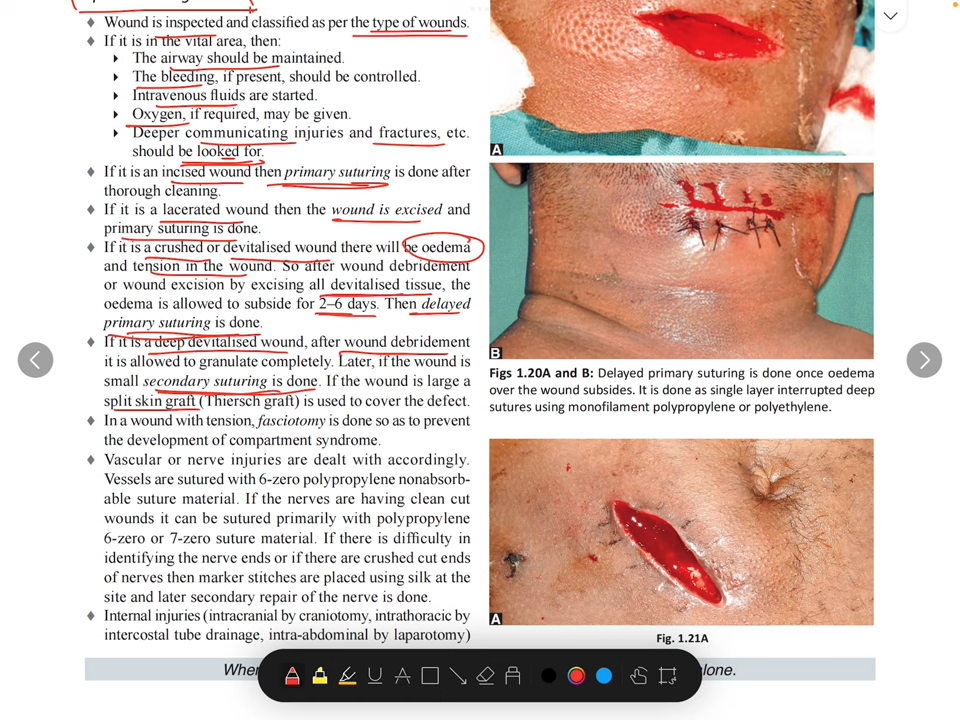 ♦ Wound is inspected and classified as per the type of wounds.
♦ If it is in the vital area, then:
The airway should be maintained.
The bleeding, if present, should be controlled.
Intravenous fluids are started.
Oxygen, if required, may be given.
Deeper communicating injuries and fractures, etc.
should be looked for.
♦ If it is an incised wound then primary suturing is done after
thorough cleaning.
♦ If it is a lacerated wound then the wound is excised and
primary suturing is done.
♦ If it is a crushed or devitalised wound there will be oedema
and tension in the wound. So after wound debridement
or wound excision by excising all devitalised tissue, the
oedema is allowed to subside for 2–6 days. Then delayed
primary suturing is done.
♦ If it is a deep devitalised wound, after wound debridement
it is allowed to granulate completely. Later, if the wound is
small secondary suturing is done. If the wound is large a
split skin graft (Thiersch graft) is used to cover the defect.
♦ In a wound with tension, fasciotomy is done so as to prevent
the development of compartment syndrome.
♦ Vascular or nerve injuries are dealt with accordingly.
Vessels are sutured with 6-zero polypropylene nonabsorb-
able suture material. If the nerves are having clean cut
wounds it can be sutured primarily with polypropylene
6-zero or 7-zero suture material. If there is difficulty in
identifying the nerve ends or if there are crushed cut ends
of nerves then marker stitches are placed using silk at the
site and later secondary repair of the nerve is done.
♦ Internal injuries (intracranial by craniotomy, intrathoracic by
intercostal tube drainage, intra-abdominal by laparotomy)
A
B
Figs 1.20A and B: Delayed primary suturing is done once oedema
over the wound subsides. It is done as single layer interrupted deep
sutures using monofilament polypropylene or polyethylene.
A
Fig. 1.21A
lone.